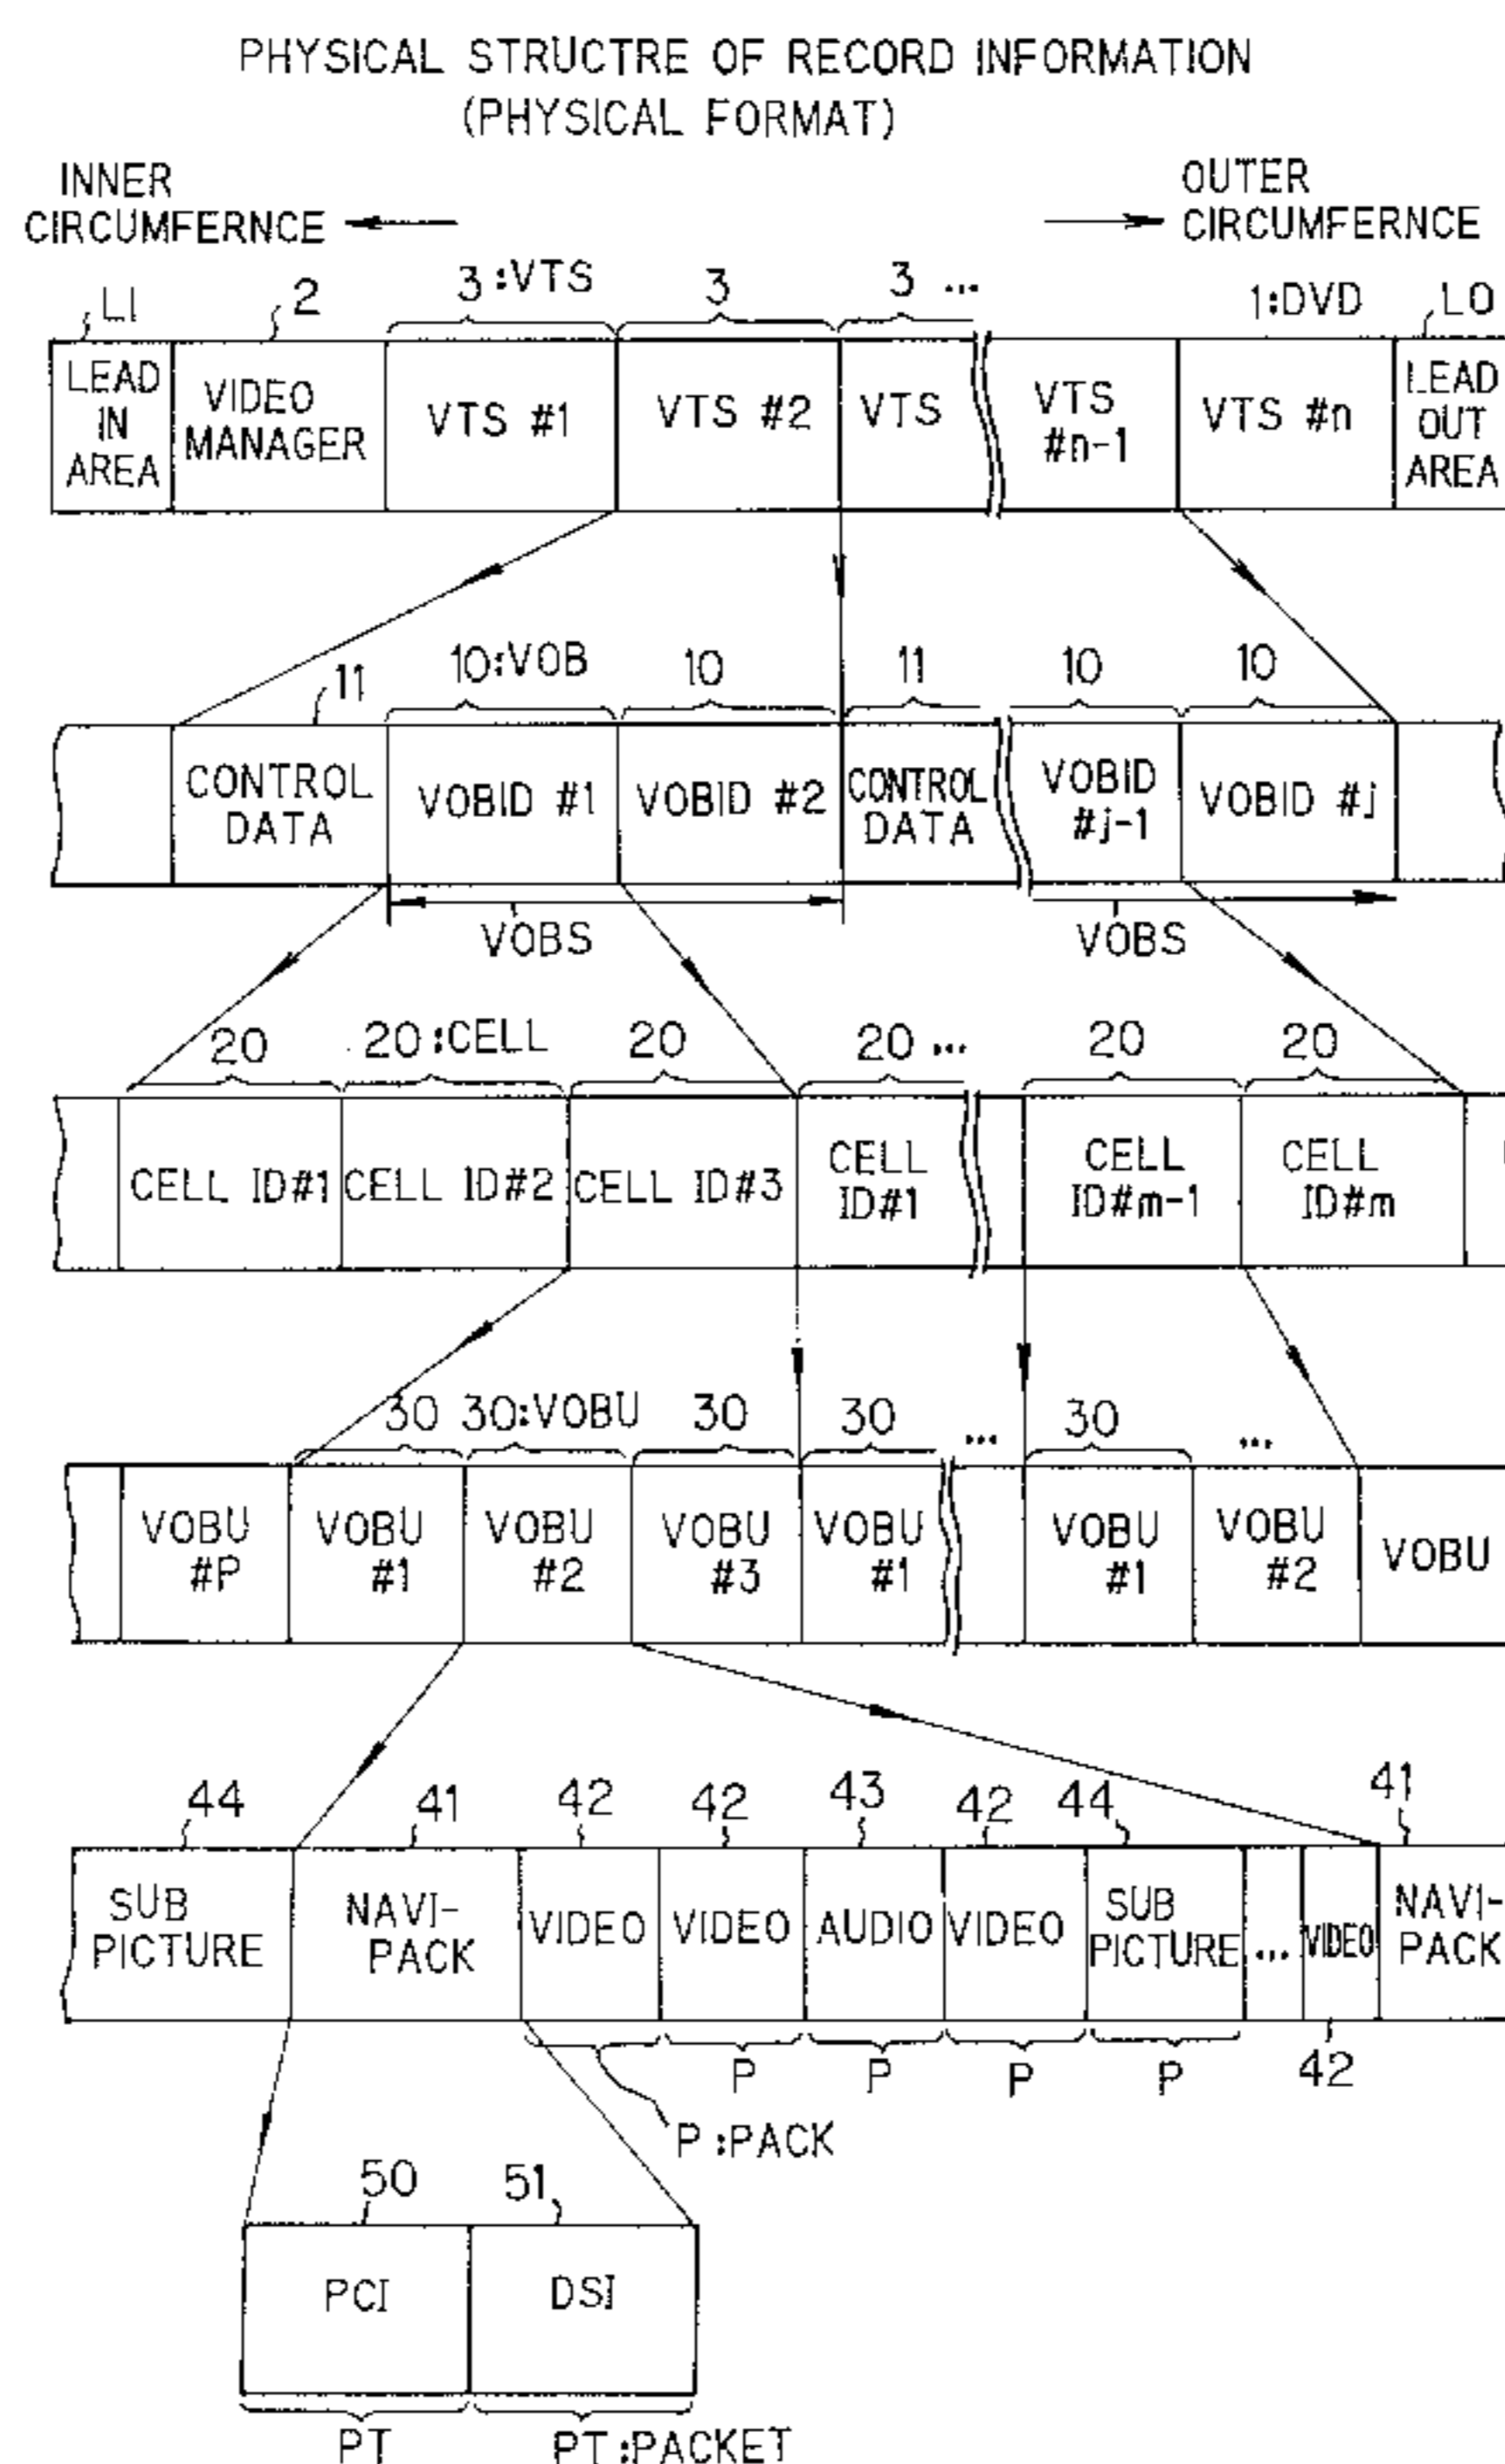 PHYSICAL STRUCTRE OF RECORD INFORMATION
(PHYSICAL FORMAT)
INNER
CIRCUMFERNCE
OUTER
CIRCUMFERNCE
LI
2
3:VTS
3
3 ...
1:DVD
LO
LEAD
IN
AREA
VIDEO
MANAGER
VTS #1
VTS #2
VTS
VTS
#n-1
VTS #n
LEAD
OUT
AREA
11
10:VOB
10
11
10
10
CONTROL
DATA
VOBID #1
VOBID #2
CONTROL
DATA
VOBID
#j-1
VOBID #j
VOBS
VOBS
20
20:CELL
20
20 ...
20
20
CELL ID#1
CELL ID#2
CELL ID#3
CELL
ID#1
CELL
ID#m-1
CELL
ID#m
30
30:VOBU
30
30
...
30
...
VOBU
#P
VOBU
#1
VOBU
#2
VOBU
#3
VOBU
#1
VOBU
#1
VOBU
#2
VOBU
44
41
42
42
43
42
44
41
SUB
PICTURE
NAVI-
PACK
VIDEO
VIDEO
AUDIO
VIDEO
SUB
PICTURE
...
VIDEO
NAVI-
PACK
P
P
P
P
42
P:PACK
50
51
PCI
DSI
PT
PT:PACKET